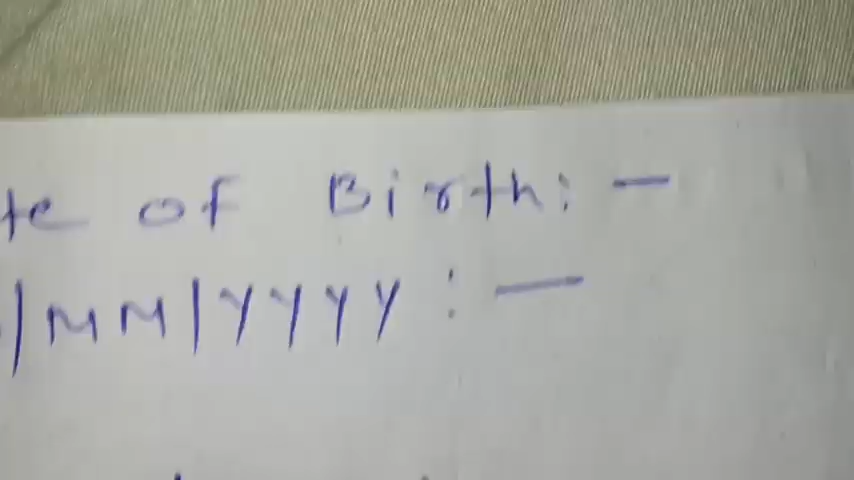 te of Birth: —
/MM/YYYY : —